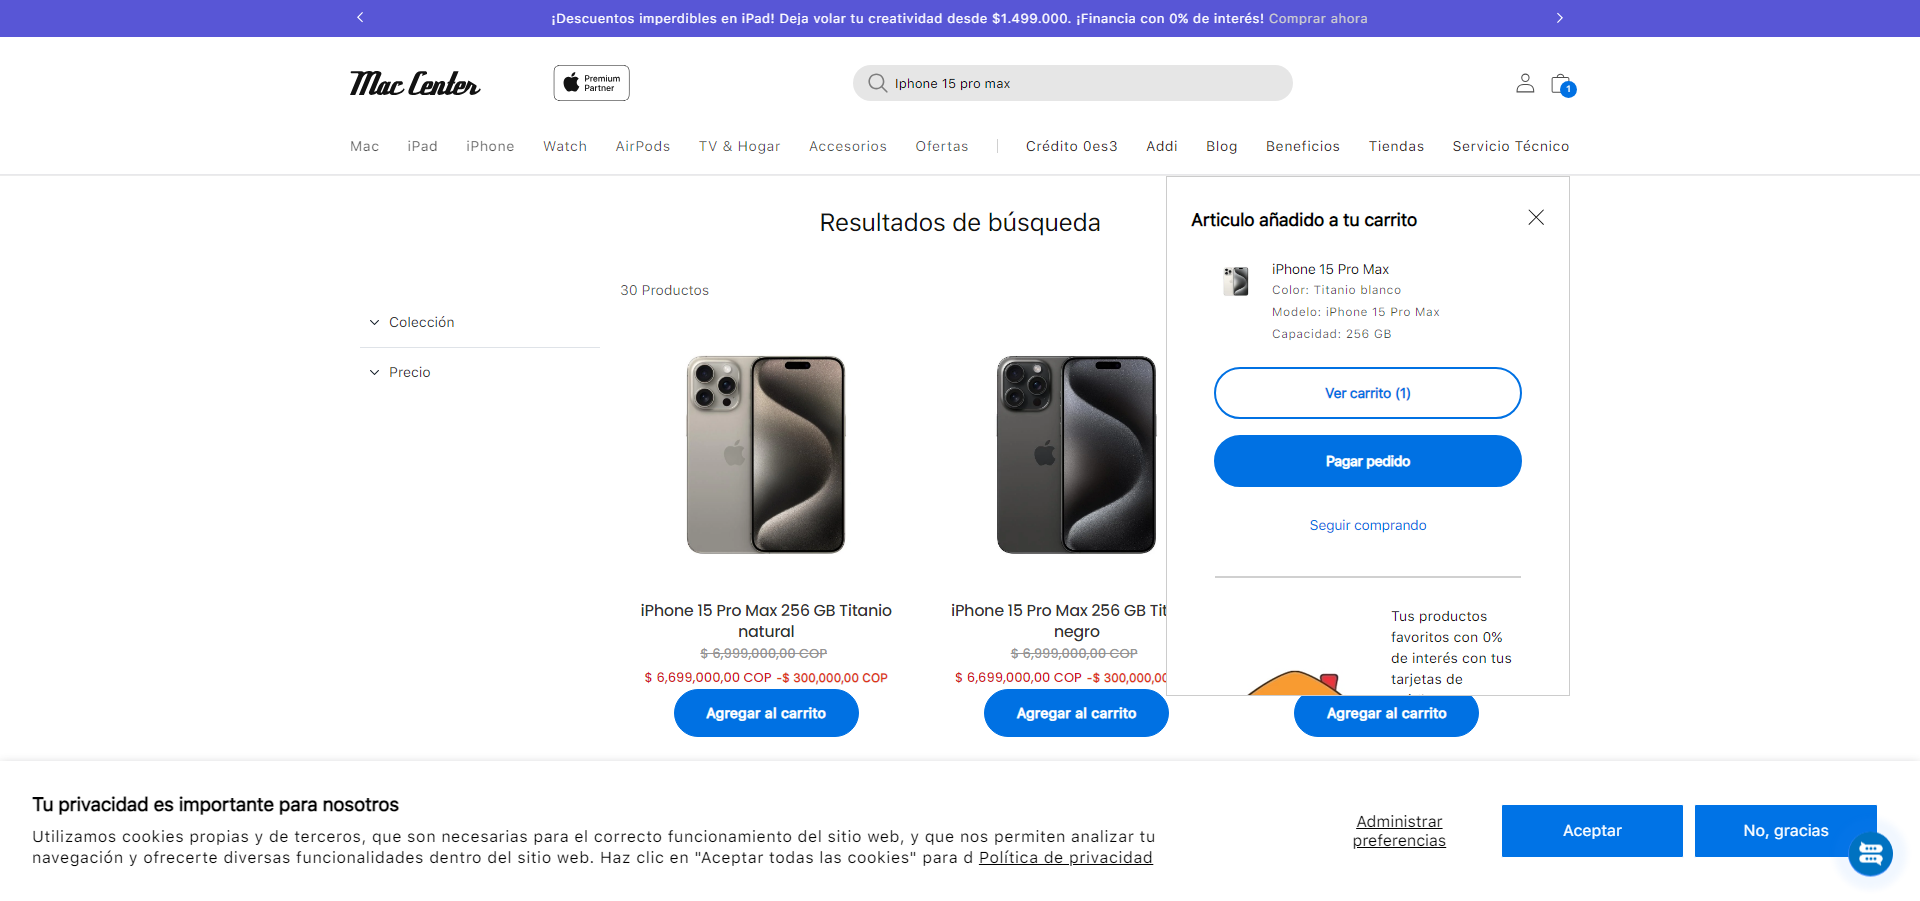 ¡Descuentos imperdibles en iPad! Deja volar tu creatividad desde $1.499.000. ¡Financia con 0% de interés! Comprar ahora
Mac Center
Premium
Partner
Iphone 15 pro max
1
Mac iPad iPhone Watch AirPods TV & Hogar Accesorios Ofertas Crédito 0es3 Addi Blog Beneficios Tiendas Servicio Técnico
Resultados de búsqueda
30 Productos
Colección
Precio
Articulo añadido a tu carrito
iPhone 15 Pro Max
Color: Titanio blanco
Modelo: iPhone 15 Pro Max
Capacidad: 256 GB
Ver carrito (1)
Pagar pedido
Seguir comprando
Tus productos
favoritos con 0%
de interés con tus
tarjetas de
iPhone 15 Pro Max 256 GB Titanio
natural
$ 6,999,000,00 COP
$ 6,699,000,00 COP -$ 300,000,00 COP
Agregar al carrito
iPhone 15 Pro Max 256 GB Tit
negro
$ 6,999,000,00 COP
$ 6,699,000,00 COP -$ 300,000,00
Agregar al carrito
Agregar al carrito
Tu privacidad es importante para nosotros
Utilizamos cookies propias y de terceros, que son necesarias para el correcto funcionamiento del sitio web, y que nos permiten analizar tu
navegación y ofrecerte diversas funcionalidades dentro del sitio web. Haz clic en "Aceptar todas las cookies" para d Política de privacidad
Administrar
preferencias
Aceptar
No, gracias